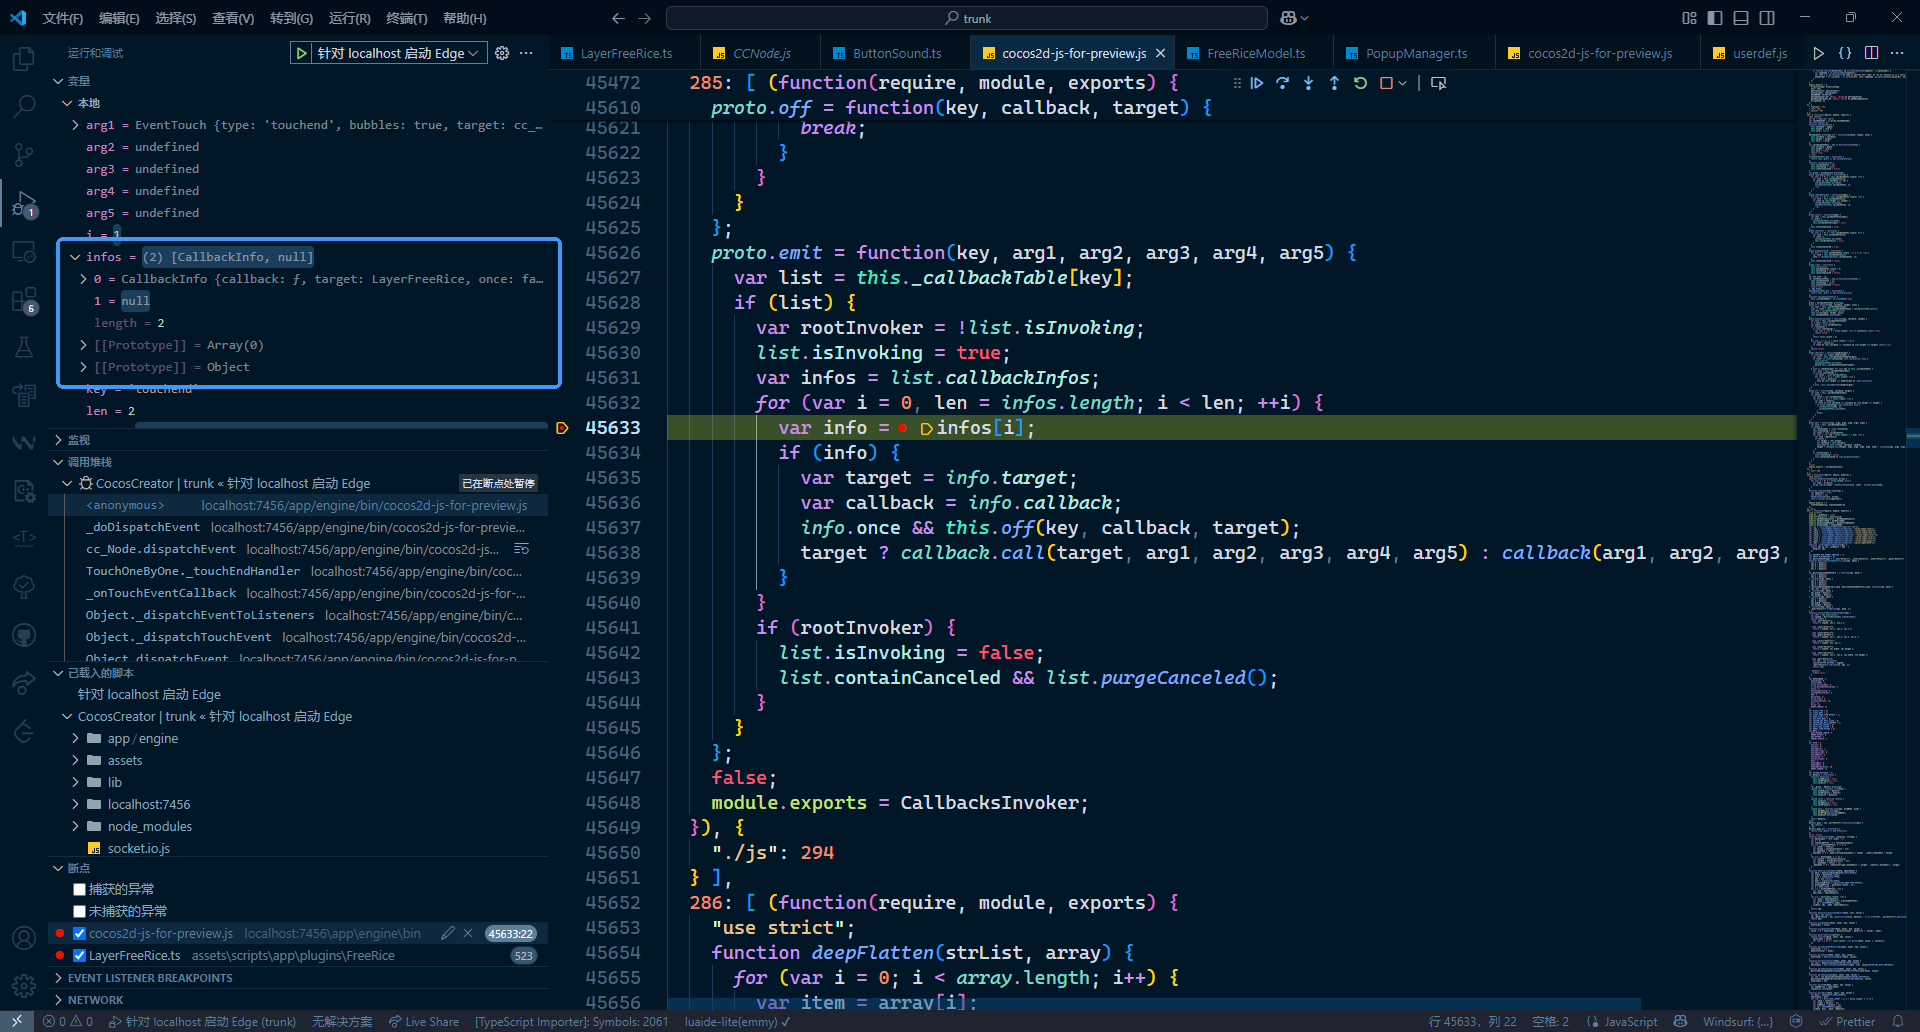 文件(F) 编辑(E) 选择(S) 查看(V) 转到(G) 运行(R) 终端(T) 帮助(H)
trunk
运行和调试
针对 localhost 启动 Edge
LayerFreeRice.ts
CCNode.js
ButtonSound.ts
cocos2d-js-for-preview.js
FreeRiceModel.ts
PopupManager.ts
cocos2d-js-for-preview.js
userdef.js
变量
本地
arg1 = EventTouch {type: 'touchend', bubbles: true, target: cc_…
arg2 = undefined
arg3 = undefined
arg4 = undefined
arg5 = undefined
i = 1
infos = (2) [CallbackInfo, null]
0 = CallbackInfo {callback: ƒ, target: LayerFreeRice, once: fa…
1 = null
length = 2
[[Prototype]] = Array(0)
[[Prototype]] = Object
key = 'touchend'
len = 2
监视
调用堆栈
CocosCreator | trunk « 针对 localhost 启动 Edge 已在断点处暂停
<anonymous> localhost:7456/app/engine/bin/cocos2d-js-for-preview.js
_doDispatchEvent localhost:7456/app/engine/bin/cocos2d-js-for-previe...
cc_Node.dispatchEvent localhost:7456/app/engine/bin/cocos2d-js...
TouchOneByOne._touchEndHandler localhost:7456/app/engine/bin/coc...
_onTouchEventCallback localhost:7456/app/engine/bin/cocos2d-js-for-...
Object._dispatchEventToListeners localhost:7456/app/engine/bin/c...
Object._dispatchTouchEvent localhost:7456/app/engine/bin/cocos2d-...
Object.dispatchEvent localhost:7456/app/engine/bin/cocos2d-js-for-p...
已载入的脚本
针对 localhost 启动 Edge
CocosCreator | trunk « 针对 localhost 启动 Edge
app/engine
assets
lib
localhost:7456
node_modules
socket.io.js
断点
捕获的异常
未捕获的异常
cocos2d-js-for-preview.js localhost:7456\app\engine\bin 45633:22
LayerFreeRice.ts assets\scripts\app\plugins\FreeRice 523
EVENT LISTENER BREAKPOINTS
NETWORK
1
6
45472 285: [ (function(require, module, exports) {
45610 proto.off = function(key, callback, target) {
45621 break;
45622 }
45623 }
45624 }
45625 };
45626 proto.emit = function(key, arg1, arg2, arg3, arg4, arg5) {
45627 var list = this._callbackTable[key];
45628 if (list) {
45629 var rootInvoker = !list.isInvoking;
45630 list.isInvoking = true;
45631 var infos = list.callbackInfos;
45632 for (var i = 0, len = infos.length; i < len; ++i) {
45633 var info = infos[i];
45634 if (info) {
45635 var target = info.target;
45636 var callback = info.callback;
45637 info.once && this.off(key, callback, target);
45638 target ? callback.call(target, arg1, arg2, arg3, arg4, arg5) : callback(arg1, arg2, arg3,
45639 }
45640 }
45641 if (rootInvoker) {
45642 list.isInvoking = false;
45643 list.containCanceled && list.purgeCanceled();
45644 }
45645 }
45646 };
45647 false;
45648 module.exports = CallbacksInvoker;
45649 }), {
45650 "./js": 294
45651 } ],
45652 286: [ (function(require, module, exports) {
45653 "use strict";
45654 function deepFlatten(strList, array) {
45655 for (var i = 0; i < array.length; i++) {
45656 var item = array[i];
0 0 针对 localhost 启动 Edge (trunk) 无解决方案 Live Share [TypeScript Importer]: Symbols: 2061 luaide-lite(emmy) ✓ 行 45633，列 22 空格: 2 {} JavaScript Windsurf: {...} Prettier